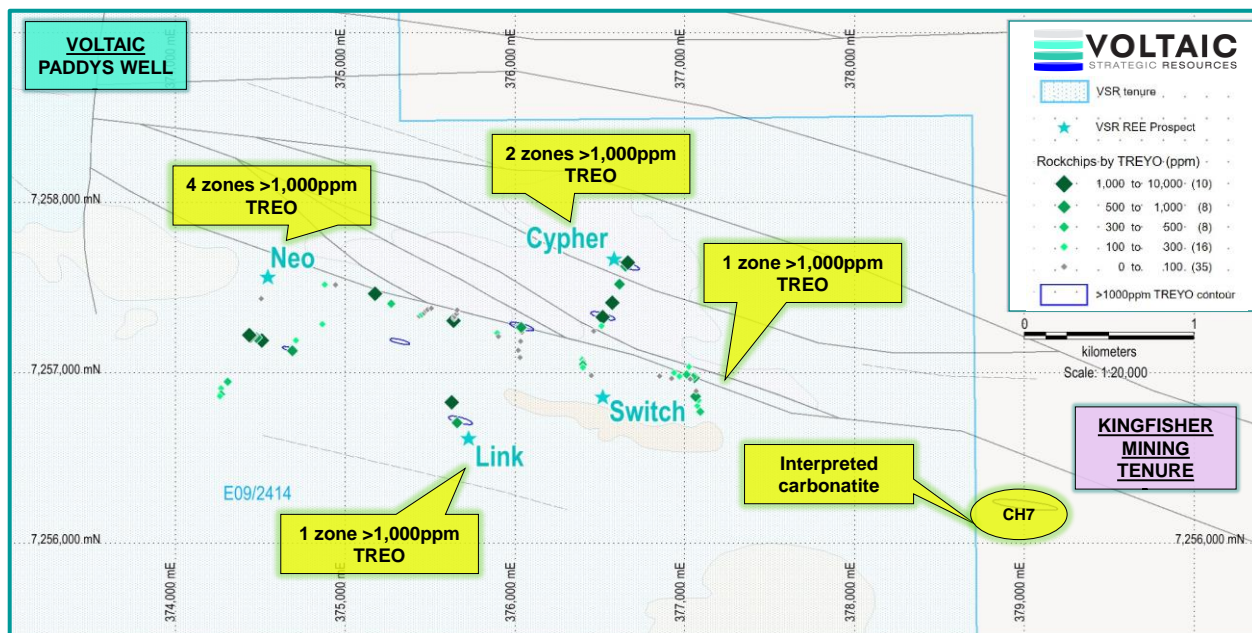 VOLTAIC
PADDYS WELL
375,000 mE
376,000 mE
377,000 mE
378,000 mE
VOLTAIC
STRATEGIC RESOURCES
VSR tenure
VSR REE Prospect
Rockchips by TREYO (ppm)
1,000 to 10,000 (10)
500 to 1,000 (8)
300 to 500 (8)
100 to 300 (16)
0 to 100 (35)
>1000ppm TREYO contour
0 1
kilometers
Scale: 1:20,000
2 zones >1,000ppm
TREO
4 zones >1,000ppm
TREO
7,258,000 mN
Cypher
Neo
1 zone >1,000ppm
TREO
7,257,000 mN
Switch
KINGFISHER
MINING
TENURE
Link
Interpreted
carbonatite
E09/2414
CH7
1 zone >1,000ppm
TREO
7,256,000 mN
7,256,000 mN
374,000 mE
375,000 mE
376,000 mE
377,000 mE
378,000 mE
379,000 mE